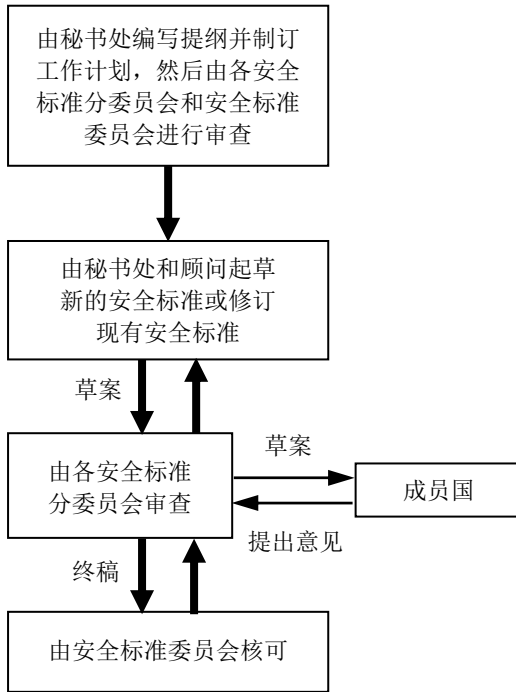 由秘书处编写提纲并制订
工作计划，然后由各安全
标准分委员会和安全标准
委员会进行审查
由秘书处和顾问起草
新的安全标准或修订
现有安全标准
草案
由各安全标准
分委员会审查
草案
成员国
提出意见
终稿
由安全标准委员会核可